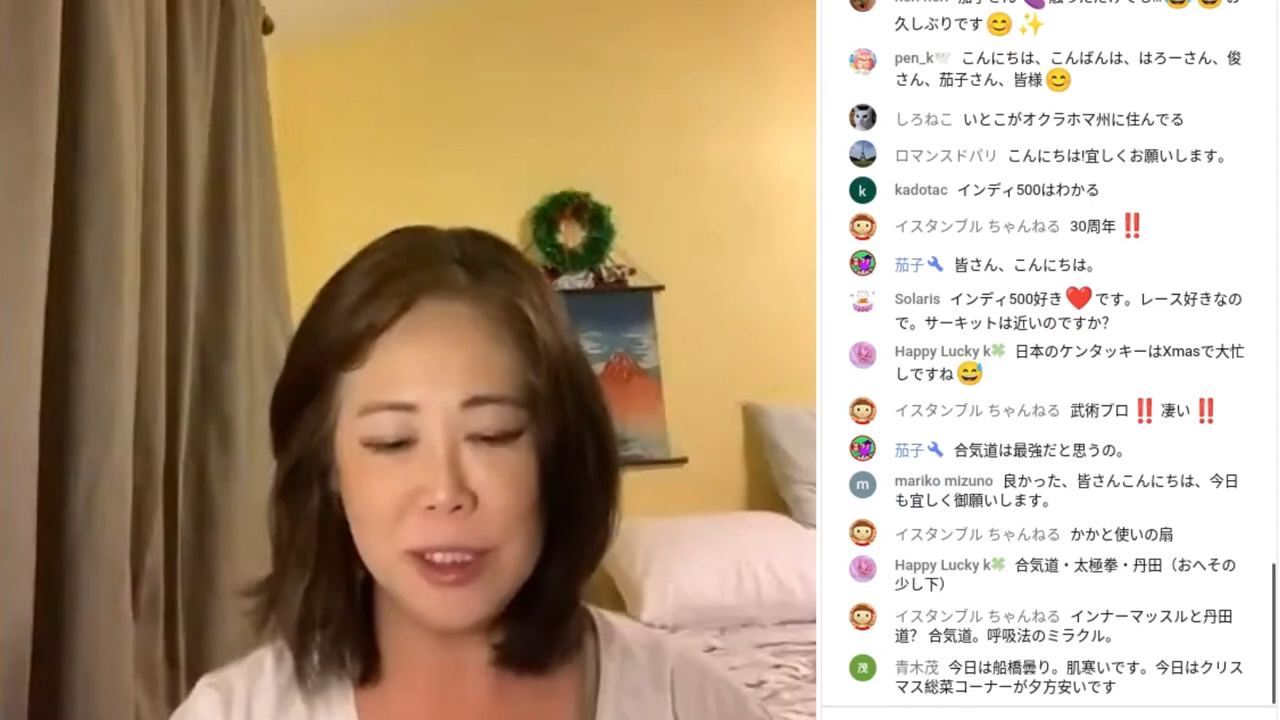 久しぶりです😊✨
pen_k🕊️ こんにちは、こんばんは、はろーさん、俊
さん、茄子さん、皆様😊
しろねこ いとこがオクラホマ州に住んでる
ロマンスドパリ こんにちは!宜しくお願いします。
k kadotac インディ500はわかる
イスタンブル ちゃんねる 30周年‼️
茄子🔧 皆さん、こんにちは。
Solaris インディ500好き❤️です。レース好きなの
で。サーキットは近いのですか?
Happy Lucky k🍀 日本のケンタッキーはXmasで大忙
しですね😅
イスタンブル ちゃんねる 武術プロ‼️凄い‼️
茄子🔧 合気道は最強だと思うの。
m mariko mizuno 良かった、皆さんこんにちは、今日
も宜しく御願いします。
イスタンブル ちゃんねる かかと使いの扇
Happy Lucky k🍀 合気道・太極拳・丹田（おへその
少し下）
イスタンブル ちゃんねる インナーマッスルと丹田
道? 合気道。呼吸法のミラクル。
茂 青木茂 今日は船橋曇り。肌寒いです。今日はクリス
マス総菜コーナーが夕方安いです